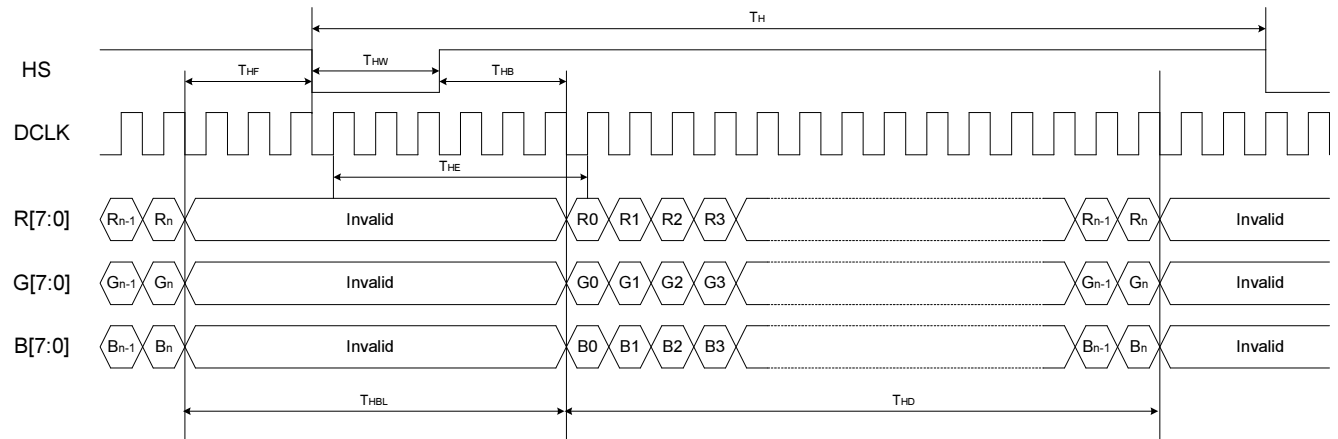 TH
HS
THF THW THB
DCLK
THE
R[7:0] Rn-1 Rn Invalid R0 R1 R2 R3 Rn-1 Rn Invalid
G[7:0] Gn-1 Gn Invalid G0 G1 G2 G3 Gn-1 Gn Invalid
B[7:0] Bn-1 Bn Invalid B0 B1 B2 B3 Bn-1 Bn Invalid
THBL THD